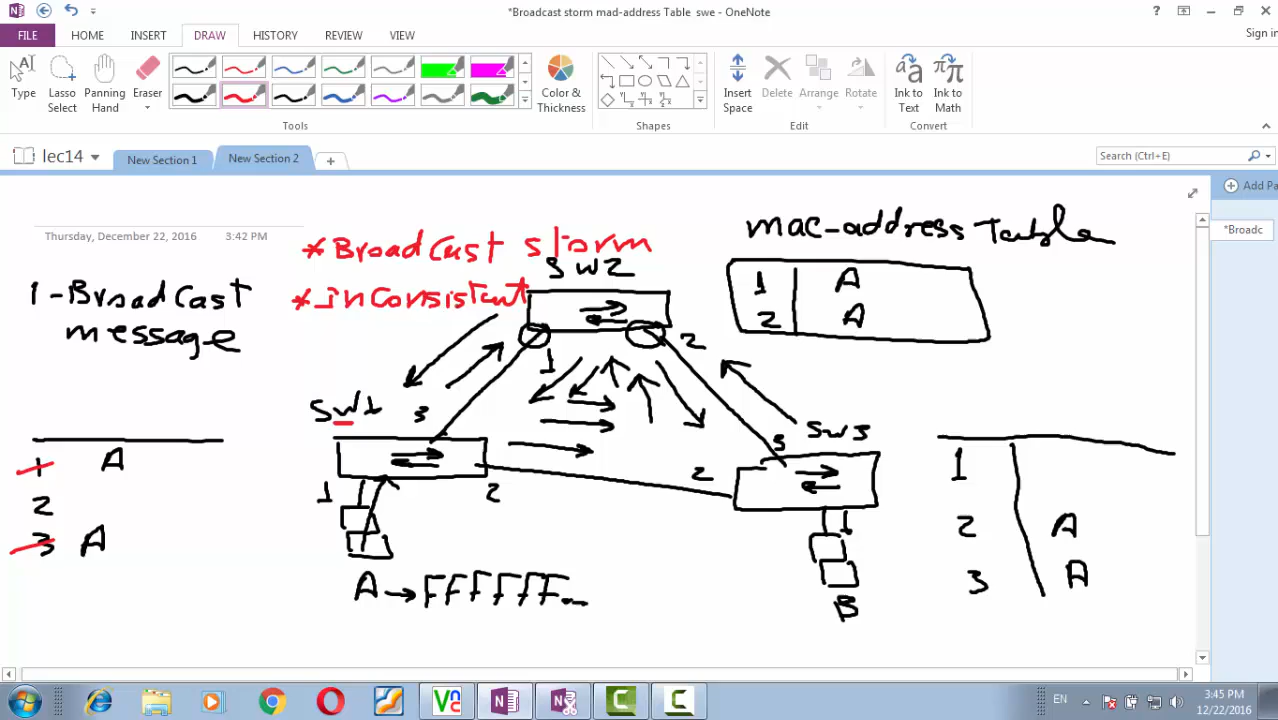 *Broadcast storm mad-address Table swe - OneNote
? 
Sign in
FILE HOME INSERT DRAW HISTORY REVIEW VIEW
Type
Lasso Select
Panning Hand
Eraser
Color & Thickness
Insert Space
Delete
Arrange
Rotate
Ink to Text
Ink to Math
Tools
Shapes
Edit
Convert
lec14
New Section 1
New Section 2
Search (Ctrl+E)
Add Pa
*Broadc
Thursday, December 22, 2016 3:42 PM
mac-address Table
* BroadCast storm
* inConsistant
1-BroadCast
message
SW2
1 A
2 A
1
2
SW1
3
1
2
SW3
3
2
1
1 A
2
3 A
1
2 A
3 A
A → FFFFFF...
B
EN
3:45 PM
12/22/2016